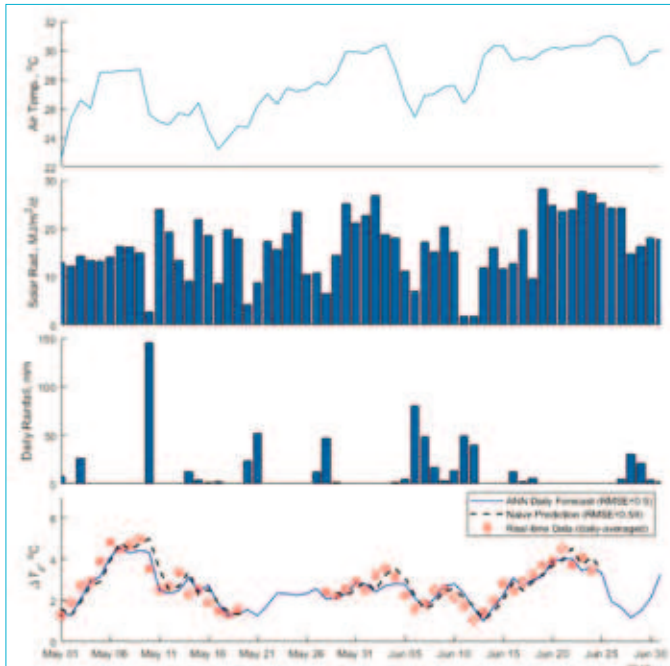 Air Temp., °C
32
30
28
26
24
22
Solar Rad., MJ/m²/d
30
20
10
0
Daily Rainfall, mm
150
100
50
0
ANN Daily Forecast (RMSE=0.5)
Naive Prediction (RMSE=0.54)
Real-time Data (daily-averaged)
°C
6
4
2
0
May 01
May 06
May 11
May 16
May 21
May 26
May 31
Jun 05
Jun 10
Jun 15
Jun 20
Jun 25
Jun 30